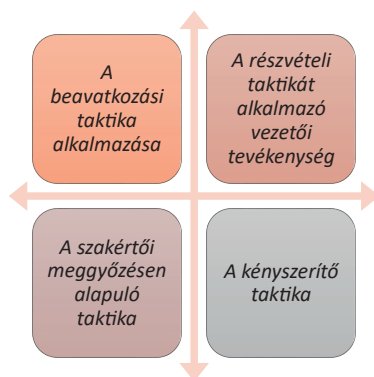 A
beavatkozási
taktika
alkalmazása
A
részvételi
taktikát
alkalmazó
vezetői
tevékenység
A szakértői
meggyőzésen
alapuló
taktika
A kényszerítő
taktika